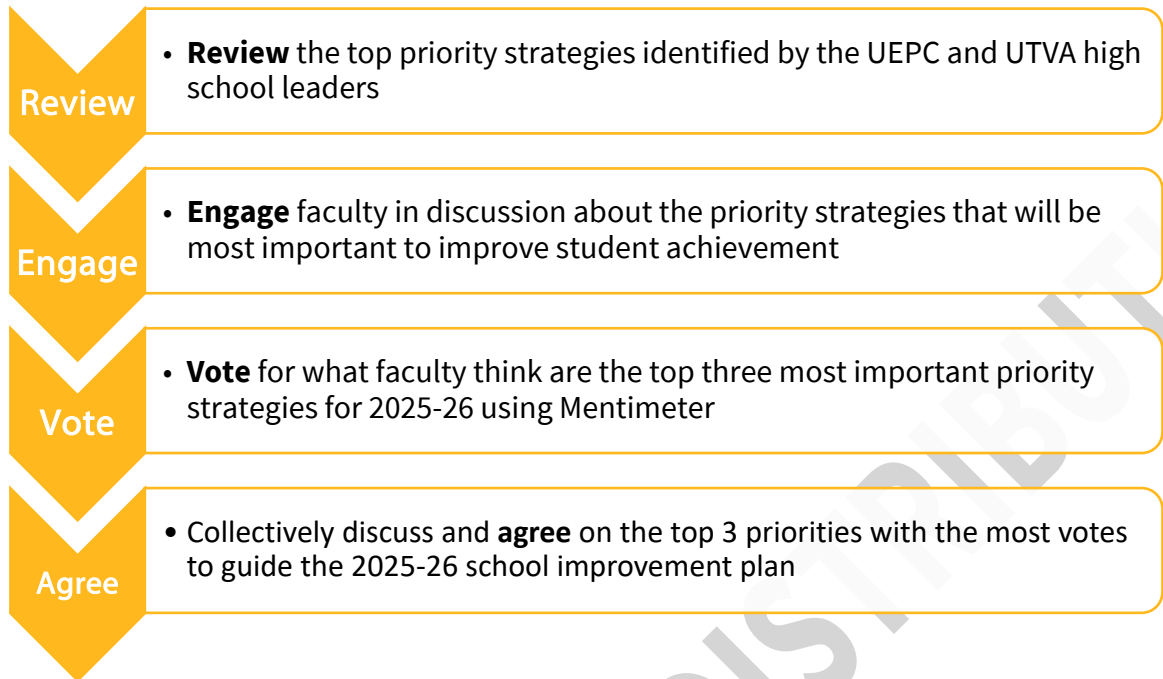 Review
• Review the top priority strategies identified by the UEPC and UTVA high
school leaders
Engage
• Engage faculty in discussion about the priority strategies that will be
most important to improve student achievement
Vote
• Vote for what faculty think are the top three most important priority
strategies for 2025-26 using Mentimeter
Agree
• Collectively discuss and agree on the top 3 priorities with the most votes
to guide the 2025-26 school improvement plan